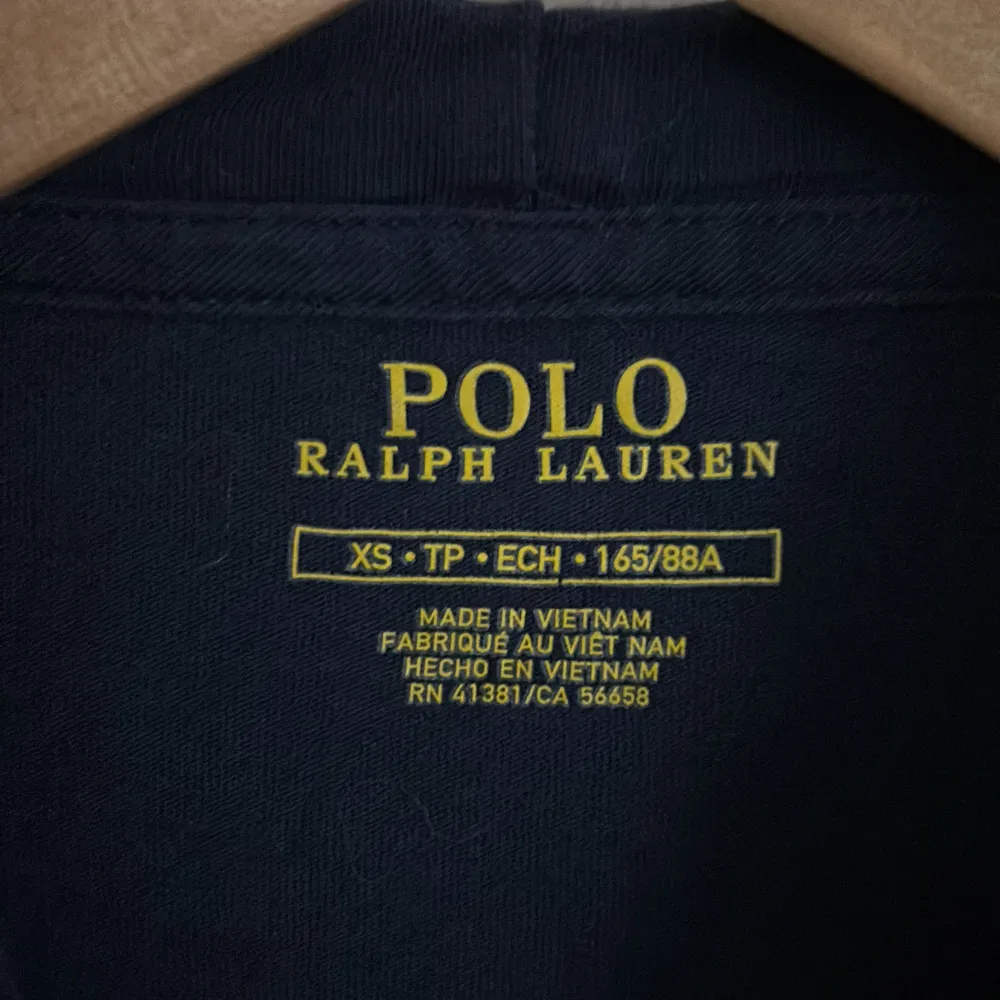 POLO
RALPH LAUREN
XS • TP • ECH • 165/88A
MADE IN VIETNAM
FABRIQUÉ AU VIÊT NAM
HECHO EN VIETNAM
RN 41381/CA 56658